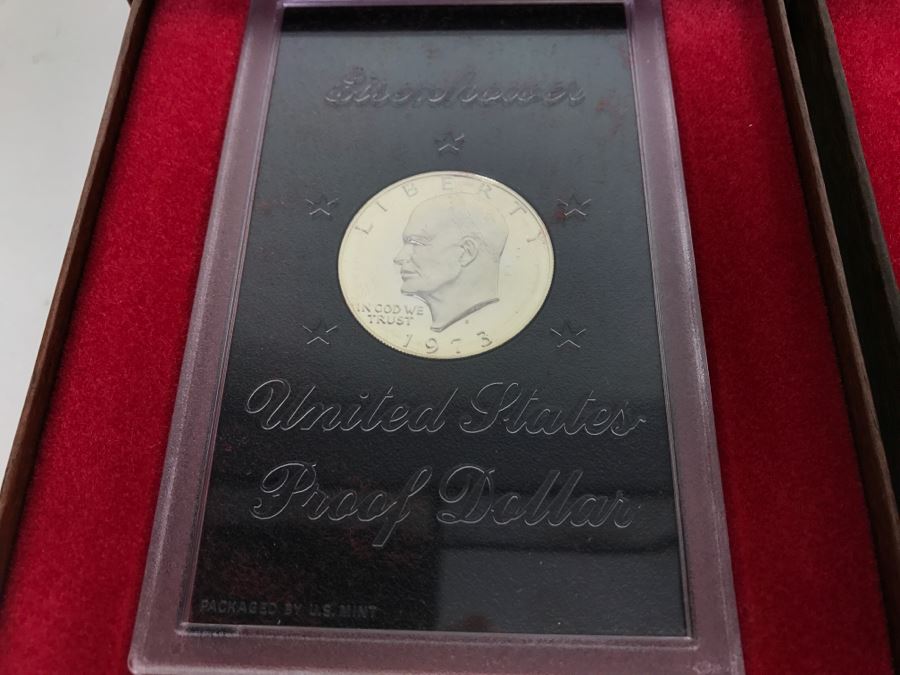 Eisenhower
LIBERTY
IN GOD WE
TRUST
1973
United States
Proof Dollar
PACKAGED BY U.S. MINT